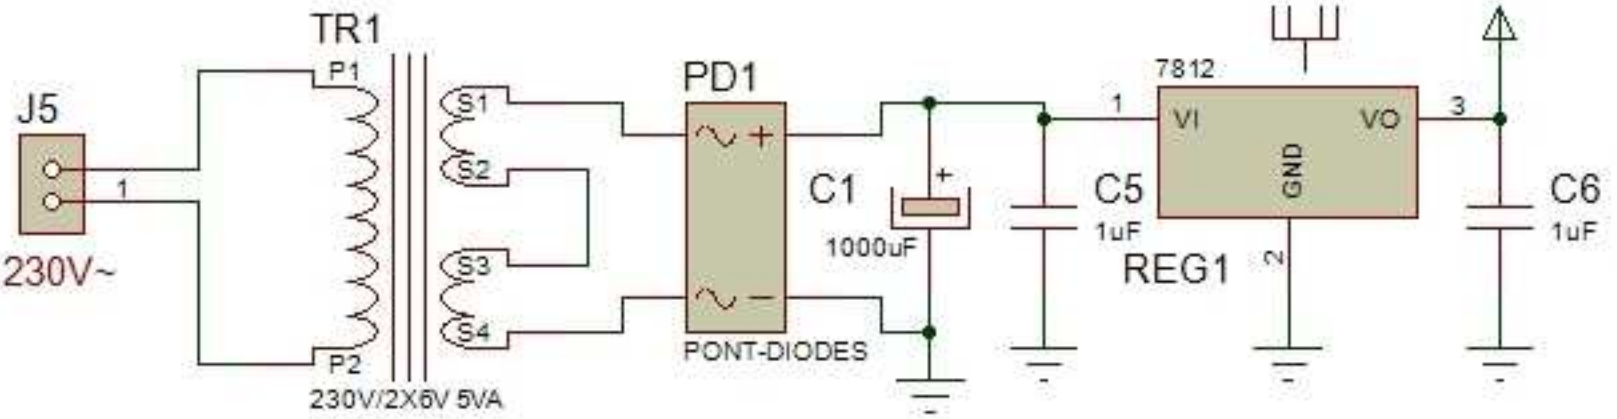 TR1
P1
J5
1
230V~
P2
S1
S2
S3
S4
230V/2X6V 5VA
PD1
+
−
PONT-DIODES
C1
+
1000uF
C5
1uF
7812
1
VI
VO
3
GND
2
REG1
C6
1uF